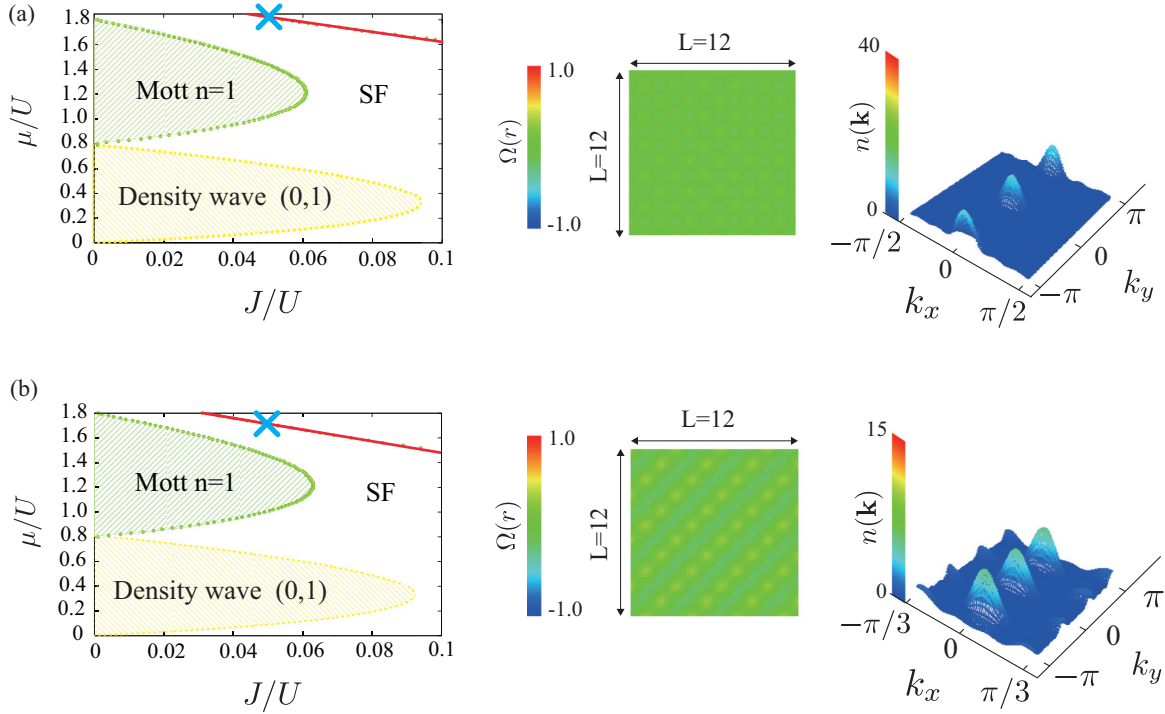 (a)
1.8
1.6
1.4
1.2
1.0
0.8
0.6
0.4
0.2
0
μ/U
Mott n=1
SF
Density wave (0,1)
0 0.02 0.04 0.06 0.08 0.1
J/U
1.0
-1.0
Ω(r)
L=12
L=12
40
0
n(k)
−π/2
0
π/2
k_x
−π
0
π
k_y
(b)
1.8
1.6
1.4
1.2
1.0
0.8
0.6
0.4
0.2
0
μ/U
Mott n=1
SF
Density wave (0,1)
0 0.02 0.04 0.06 0.08 0.1
J/U
1.0
-1.0
Ω(r)
L=12
L=12
15
0
n(k)
−π/3
0
π/3
k_x
−π
0
π
k_y